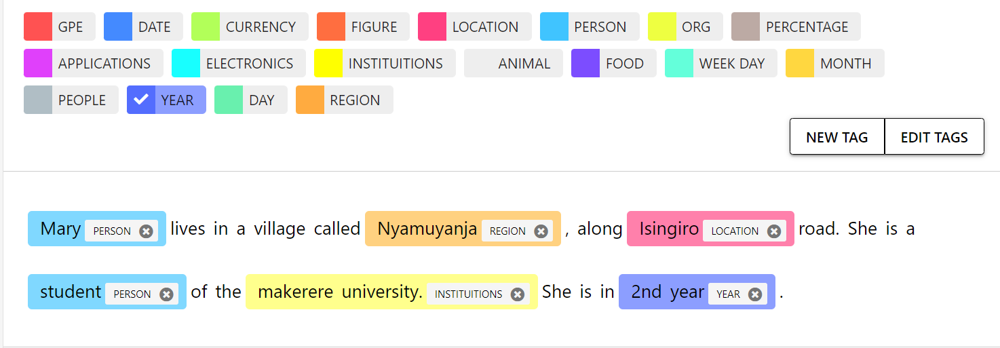 GPE DATE CURRENCY FIGURE LOCATION PERSON ORG PERCENTAGE
APPLICATIONS ELECTRONICS INSTITUITIONS ANIMAL FOOD WEEK DAY MONTH
PEOPLE YEAR DAY REGION
NEW TAG EDIT TAGS
Mary PERSON lives in a village called Nyamuyanja REGION , along Isingiro LOCATION road. She is a
student PERSON of the makerere university. INSTITUITIONS She is in 2nd year YEAR .